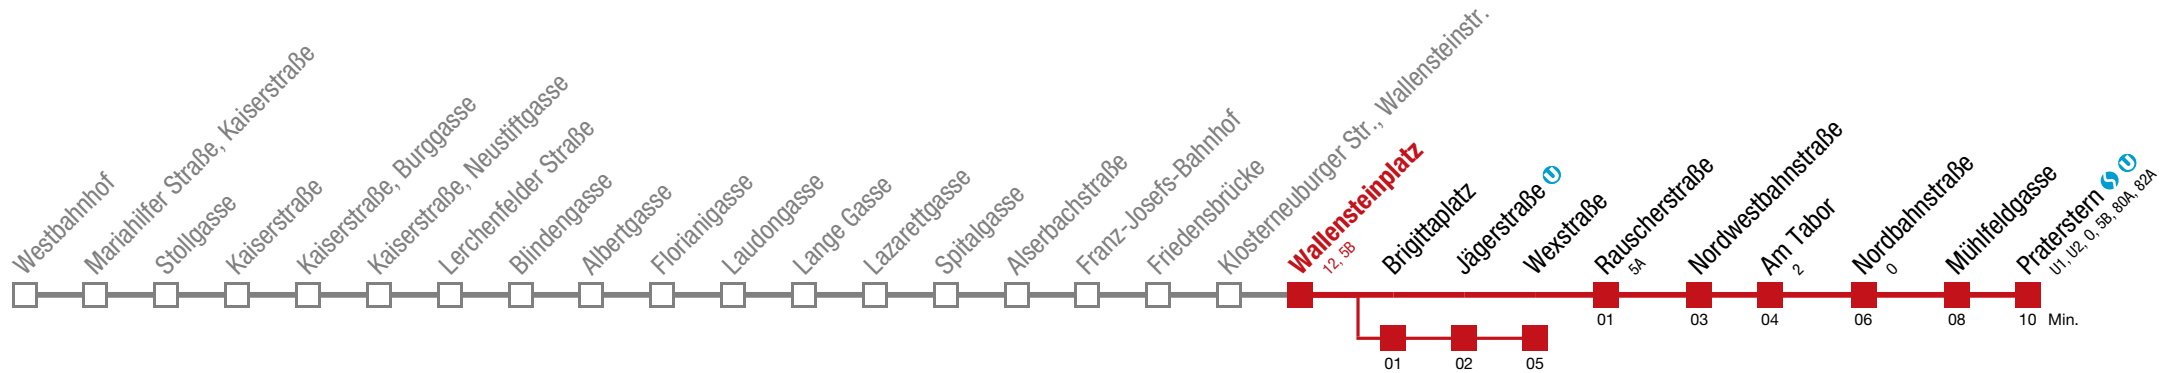 Westbahnhof
Mariahilfer Straße, Kaiserstraße
Stollgasse
Kaiserstraße
Kaiserstraße, Burggasse
Kaiserstraße, Neustiftgasse
Lerchenfelder Straße
Blindengasse
Albertgasse
Florianigasse
Laudongasse
Lange Gasse
Lazarettgasse
Spitalgasse
Alserbachstraße
Franz-Josefs-Bahnhof
Friedensbrücke
Klosterneuburger Str., Wallensteinstr.
Wallensteinplatz
12, 5B
Brigittaplatz
Jägerstraße U
Wexstraße
Rauscherstraße
5A
Nordwestbahnstraße
Am Tabor
2
Nordbahnstraße
O
Mühlfeldgasse
Praterstern S U
U1, U2, O, 5B, 80A, 82A
01 03 04 06 08 10 Min.
01 02 05